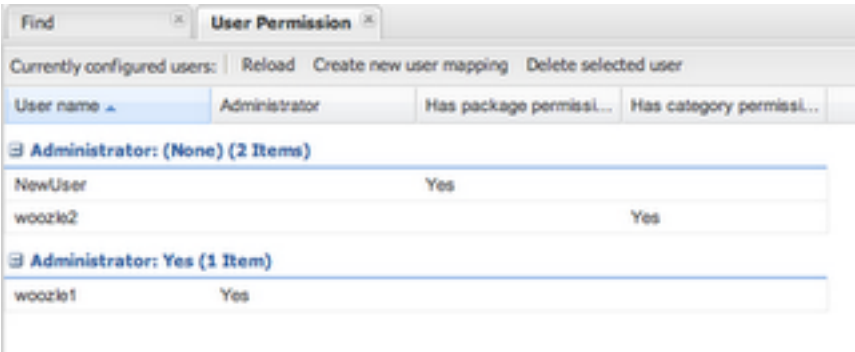 Find User Permission
Currently configured users: Reload Create new user mapping Delete selected user
User name Administrator Has package permissi... Has category permissi...
Administrator: (None) (2 Items)
NewUser Yes
woozle2 Yes
Administrator: Yes (1 Item)
woozle1 Yes